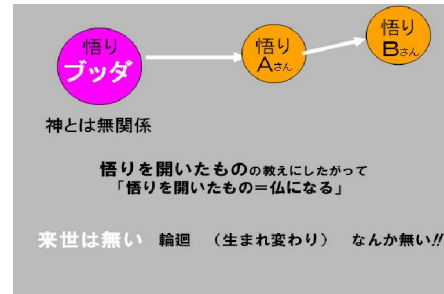 悟り
ブッダ
悟り
Aさん
悟り
Bさん
神とは無関係
悟りを開いたものの教えにしたがって
「悟りを開いたもの＝仏になる」
来世は無い 輪廻 （生まれ変わり） なんか無い!!